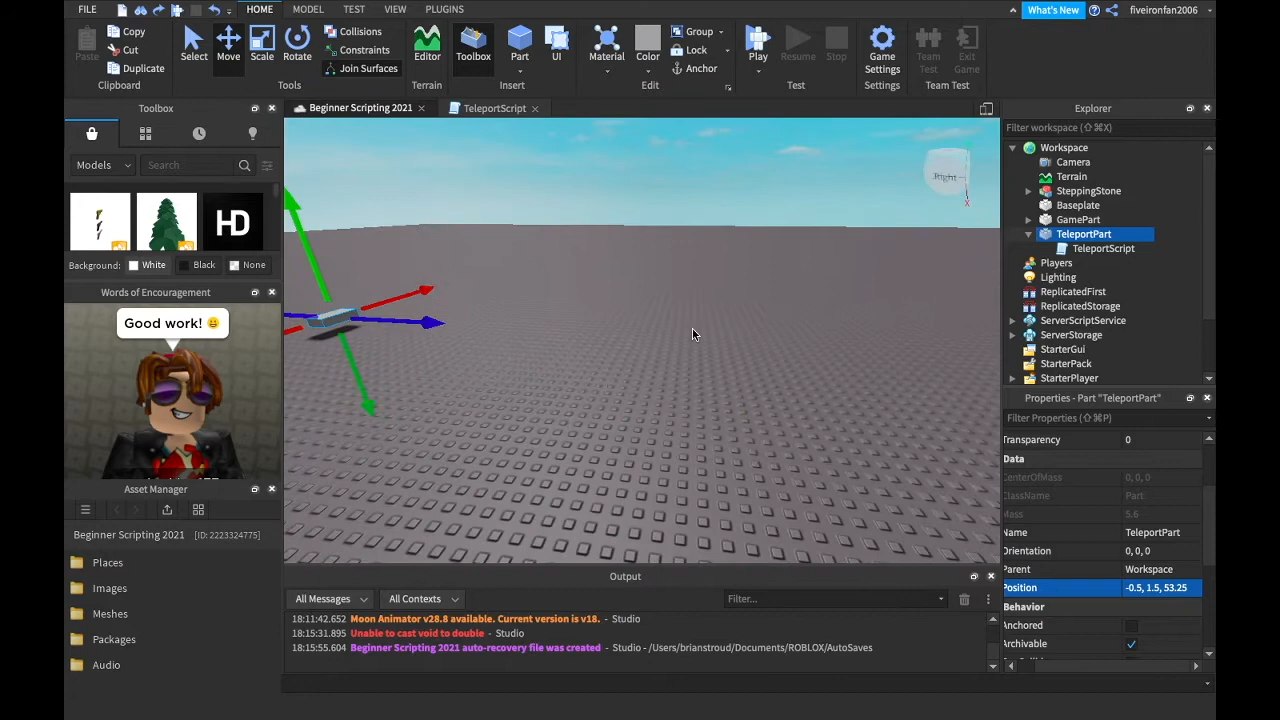 FILE HOME MODEL TEST VIEW PLUGINS What's New fiveironfan2006
Paste Copy Cut Duplicate Clipboard
Select Move Scale Rotate Collisions Constraints Join Surfaces Tools
Editor Terrain
Toolbox Part UI Insert
Material Color Group Lock Anchor Edit
Play Resume Stop Test
Game Settings Settings
Team Test Exit Game Team Test
Toolbox
Beginner Scripting 2021 TeleportScript
Models Search
HD
Background: White Black None
Words of Encouragement
Good work!
Asset Manager
Beginner Scripting 2021 [ID: 2223324775]
Places
Images
Meshes
Packages
Audio
Right
X
Output
All Messages All Contexts Filter...
18:11:42.652 Moon Animator v28.8 available. Current version is v18. - Studio
18:15:31.895 Unable to cast void to double - Studio
18:15:55.604 Beginner Scripting 2021 auto-recovery file was created - Studio - /Users/brianstroud/Documents/ROBLOX/AutoSaves
Explorer
Filter workspace (⇧⌘X)
Workspace
Camera
Terrain
SteppingStone
Baseplate
GamePart
TeleportPart
TeleportScript
Players
Lighting
ReplicatedFirst
ReplicatedStorage
ServerScriptService
ServerStorage
StarterGui
StarterPack
StarterPlayer
Properties - Part "TeleportPart"
Filter Properties (⇧⌘P)
Transparency 0
Data
CenterOfMass 0, 0, 0
ClassName Part
Mass 5.6
Name TeleportPart
Orientation 0, 0, 0
Parent Workspace
Position -0.5, 1.5, 53.25
Behavior
Anchored
Archivable